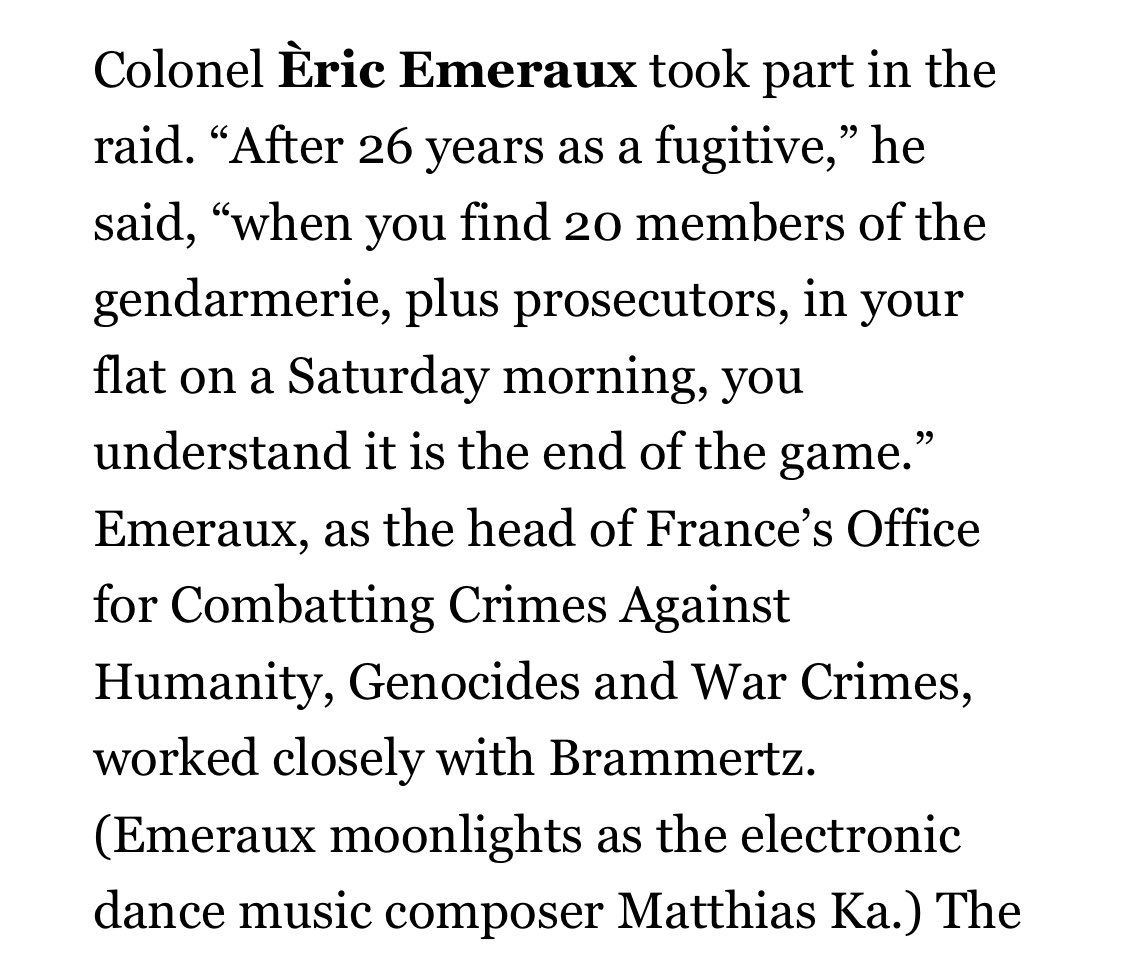 Colonel Èric Emeraux took part in the
raid. “After 26 years as a fugitive,” he
said, “when you find 20 members of the
gendarmerie, plus prosecutors, in your
flat on a Saturday morning, you
understand it is the end of the game.”
Emeraux, as the head of France’s Office
for Combatting Crimes Against
Humanity, Genocides and War Crimes,
worked closely with Brammertz.
(Emeraux moonlights as the electronic
dance music composer Matthias Ka.) The